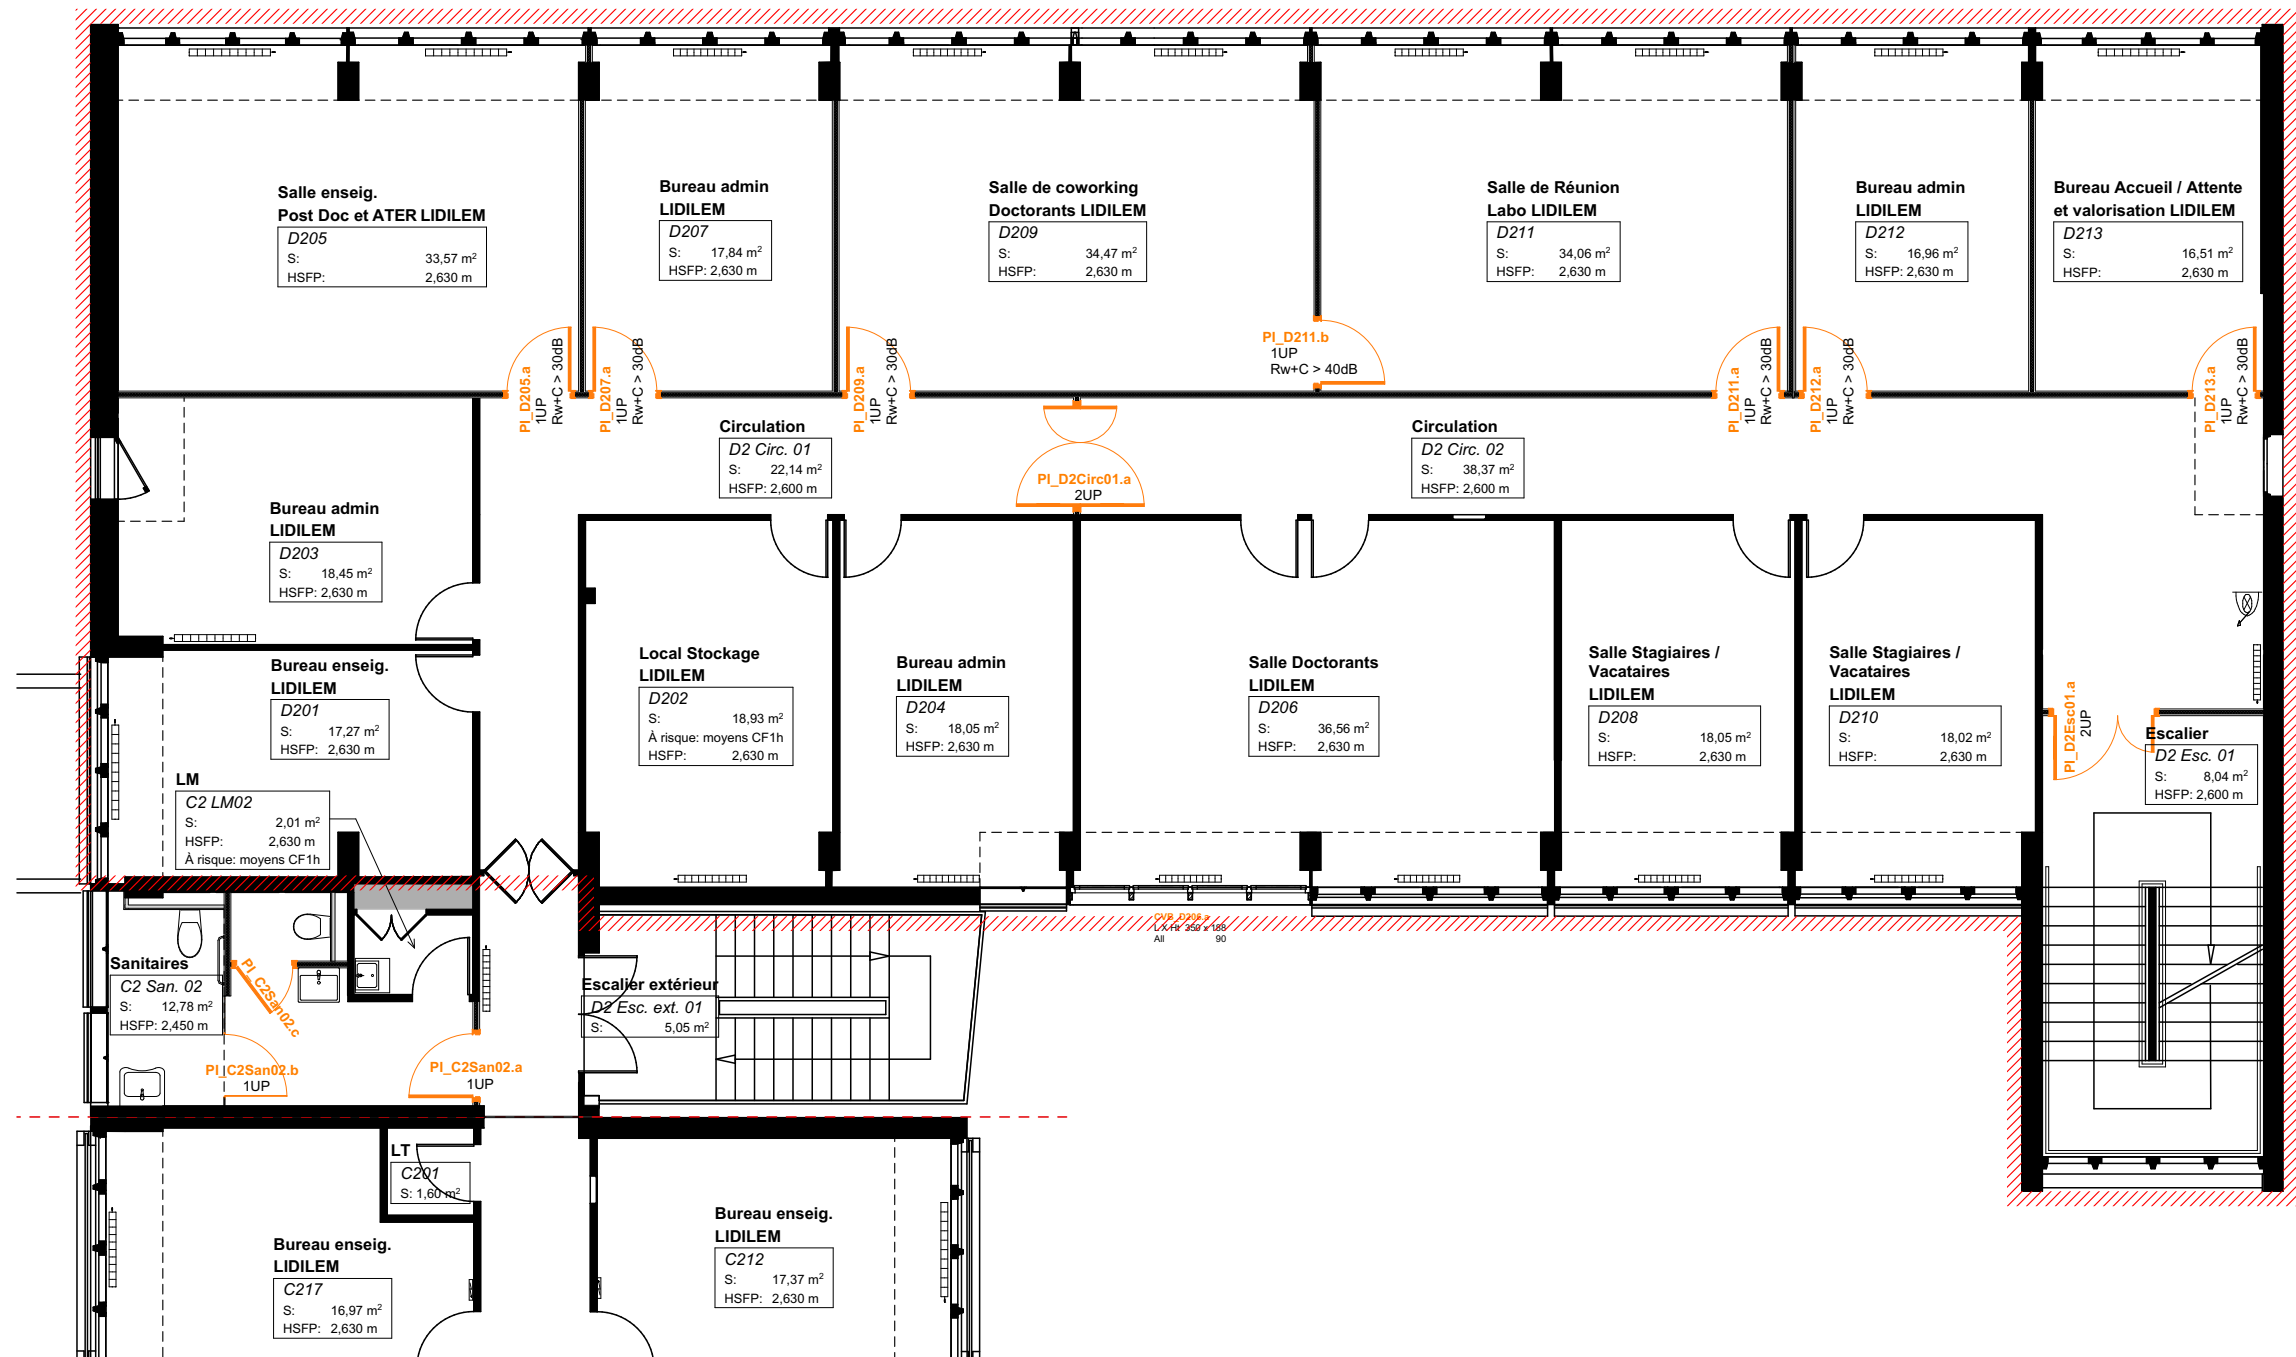 Salle enseig.
Post Doc et ATER LIDILEM
D205
S: 33,57 m²
HSFP: 2,630 m
Bureau admin
LIDILEM
D207
S: 17,84 m²
HSFP: 2,630 m
Salle de coworking
Doctorants LIDILEM
D209
S: 34,47 m²
HSFP: 2,630 m
Salle de Réunion
Labo LIDILEM
D211
S: 34,06 m²
HSFP: 2,630 m
Bureau admin
LIDILEM
D212
S: 16,96 m²
HSFP: 2,630 m
Bureau Accueil / Attente
et valorisation LIDILEM
D213
S: 16,51 m²
HSFP: 2,630 m
PI_D205.a
1UP
Rw+C > 30dB
PI_D207.a
1UP
Rw+C > 30dB
PI_D209.a
1UP
Rw+C > 30dB
PI_D211.b
1UP
Rw+C > 40dB
PI_D211.a
1UP
Rw+C > 30dB
PI_D212.a
1UP
Rw+C > 30dB
PI_D213.a
1UP
Rw+C > 30dB
Circulation
D2 Circ. 01
S: 22,14 m²
HSFP: 2,600 m
PI_D2Circ01.a
2UP
Circulation
D2 Circ. 02
S: 38,37 m²
HSFP: 2,600 m
Bureau admin
LIDILEM
D203
S: 18,45 m²
HSFP: 2,630 m
Bureau enseig.
LIDILEM
D201
S: 17,27 m²
HSFP: 2,630 m
LM
C2 LM02
S: 2,01 m²
HSFP: 2,630 m
À risque: moyens CF1h
Local Stockage
LIDILEM
D202
S: 18,93 m²
À risque: moyens CF1h
HSFP: 2,630 m
Bureau admin
LIDILEM
D204
S: 18,05 m²
HSFP: 2,630 m
Salle Doctorants
LIDILEM
D206
S: 36,56 m²
HSFP: 2,630 m
Salle Stagiaires /
Vacataires
LIDILEM
D208
S: 18,05 m²
HSFP: 2,630 m
Salle Stagiaires /
Vacataires
LIDILEM
D210
S: 18,02 m²
HSFP: 2,630 m
PI_D2Esc01.a
2UP
Escalier
D2 Esc. 01
S: 8,04 m²
HSFP: 2,600 m
CVB_D206.a
L X Ht 350 x 188
All 90
Sanitaires
C2 San. 02
S: 12,78 m²
HSFP: 2,450 m
PI_C2San02.c
PI_C2San02.b
1UP
PI_C2San02.a
1UP
Escalier extérieur
D2 Esc. ext. 01
S: 5,05 m²
LT
C201
S: 1,60 m²
Bureau enseig.
LIDILEM
C217
S: 16,97 m²
HSFP: 2,630 m
Bureau enseig.
LIDILEM
C212
S: 17,37 m²
HSFP: 2,630 m